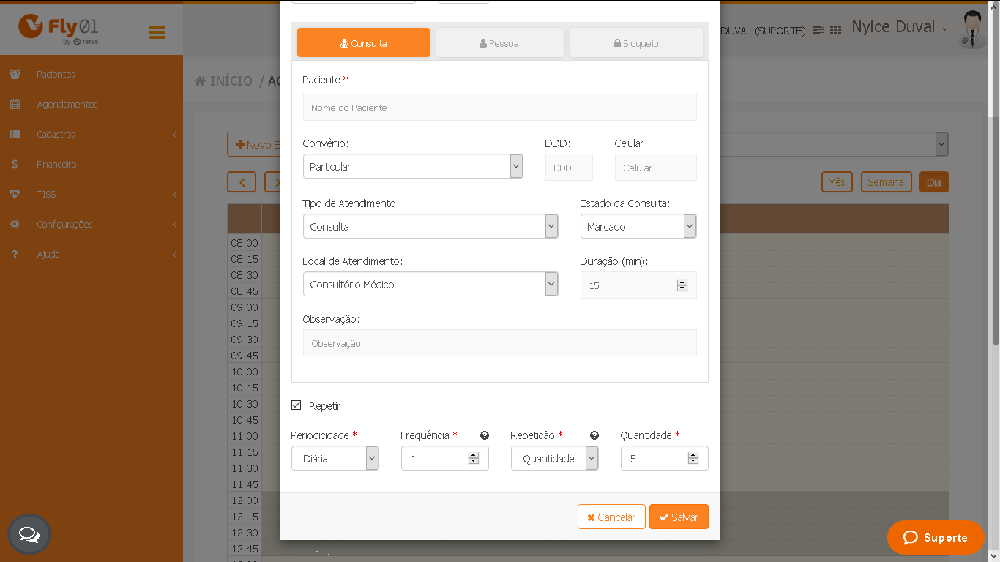 Fly01
by TOTVS
DUVAL (SUPORTE)
Nylce Duval
Pacientes
Agendamentos
Cadastros
Financeiro
TISS
Configurações
Ajuda
INÍCIO /
Novo
Mês
Semana
Dia
08:00
08:15
08:30
08:45
09:00
09:15
09:30
09:45
10:00
10:15
10:30
10:45
11:00
11:15
11:30
11:45
12:00
12:15
12:30
12:45
Consulta
Pessoal
Bloqueio
Paciente *
Nome do Paciente
Convênio:
DDD:
Celular:
Particular
DDD
Celular
Tipo de Atendimento:
Estado da Consulta:
Consulta
Marcado
Local de Atendimento:
Duração (min):
Consultório Médico
15
Observação:
Observação
Repetir
Periodicidade *
Frequência *
Repetição *
Quantidade *
Diária
1
Quantidade
5
Cancelar
Salvar
Suporte